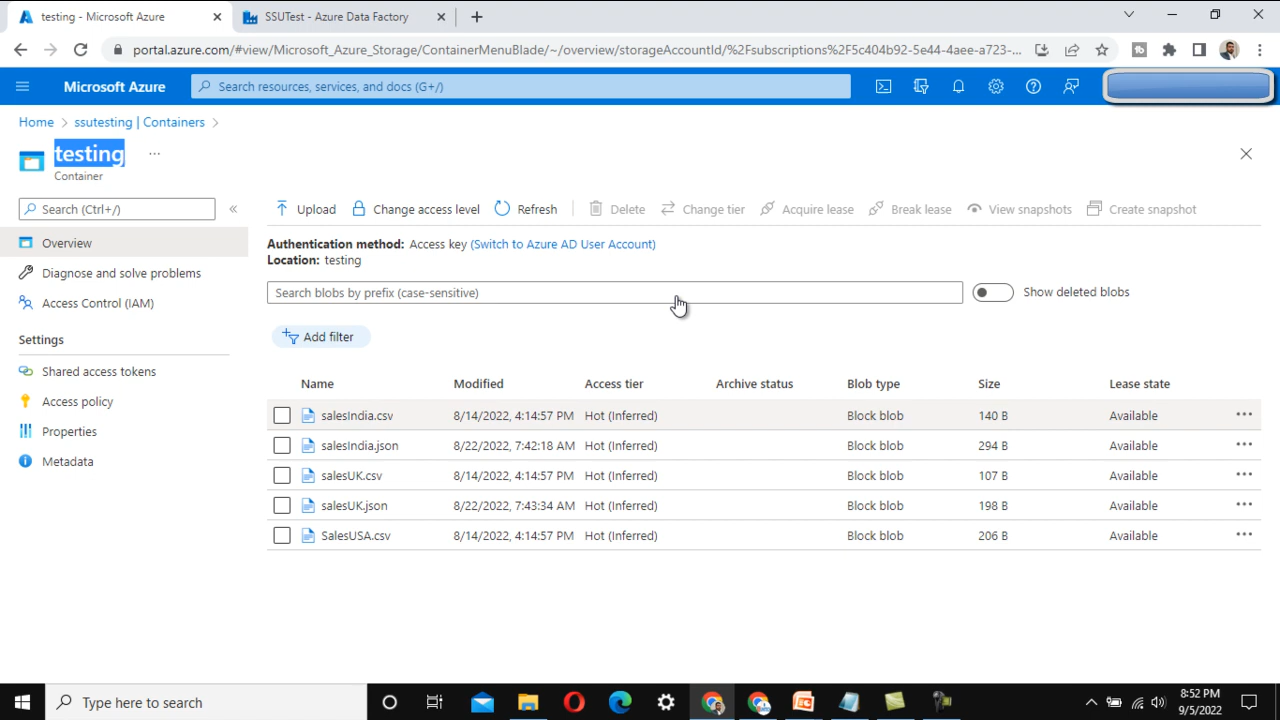 testing - Microsoft Azure
SSUTest - Azure Data Factory
portal.azure.com/#view/Microsoft_Azure_Storage/ContainerMenuBlade/~/overview/storageAccountId/%2Fsubscriptions%2F5c404b92-5e44-4aee-a723-...
Microsoft Azure
Search resources, services, and docs (G+/)
Home > ssutesting | Containers >
testing ...
Container
Search (Ctrl+/) «
Upload Change access level Refresh Delete Change tier Acquire lease Break lease View snapshots Create snapshot
Overview
Diagnose and solve problems
Access Control (IAM)
Settings
Shared access tokens
Access policy
Properties
Metadata
Authentication method: Access key (Switch to Azure AD User Account)
Location: testing
Search blobs by prefix (case-sensitive)
Show deleted blobs
Add filter
Name Modified Access tier Archive status Blob type Size Lease state
salesIndia.csv 8/14/2022, 4:14:57 PM Hot (Inferred) Block blob 140 B Available ...
salesIndia.json 8/22/2022, 7:42:18 AM Hot (Inferred) Block blob 294 B Available ...
salesUK.csv 8/14/2022, 4:14:57 PM Hot (Inferred) Block blob 107 B Available ...
salesUK.json 8/22/2022, 7:43:34 AM Hot (Inferred) Block blob 198 B Available ...
SalesUSA.csv 8/14/2022, 4:14:57 PM Hot (Inferred) Block blob 206 B Available ...
Type here to search
8:52 PM
9/5/2022